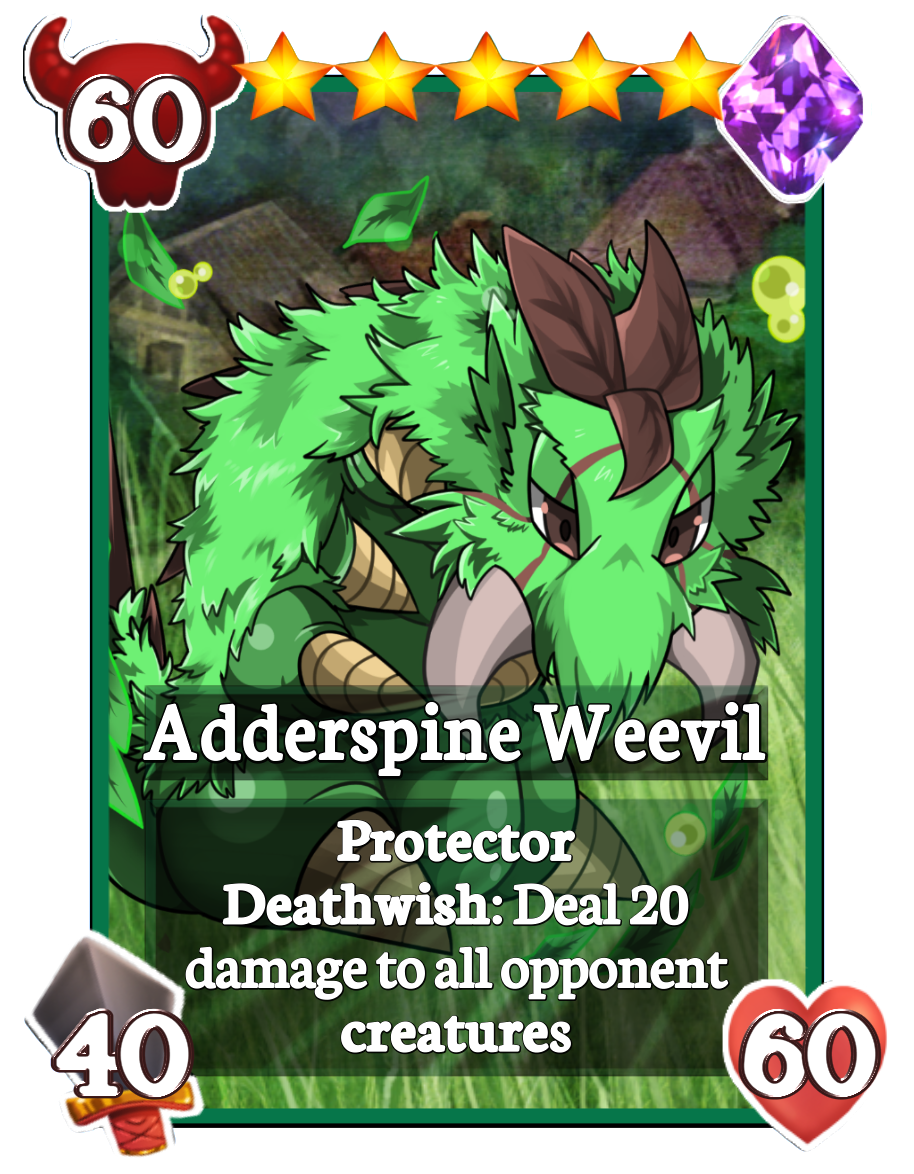 60
Adderspine Weevil
Protector
Deathwish: Deal 20
damage to all opponent
creatures
40
60